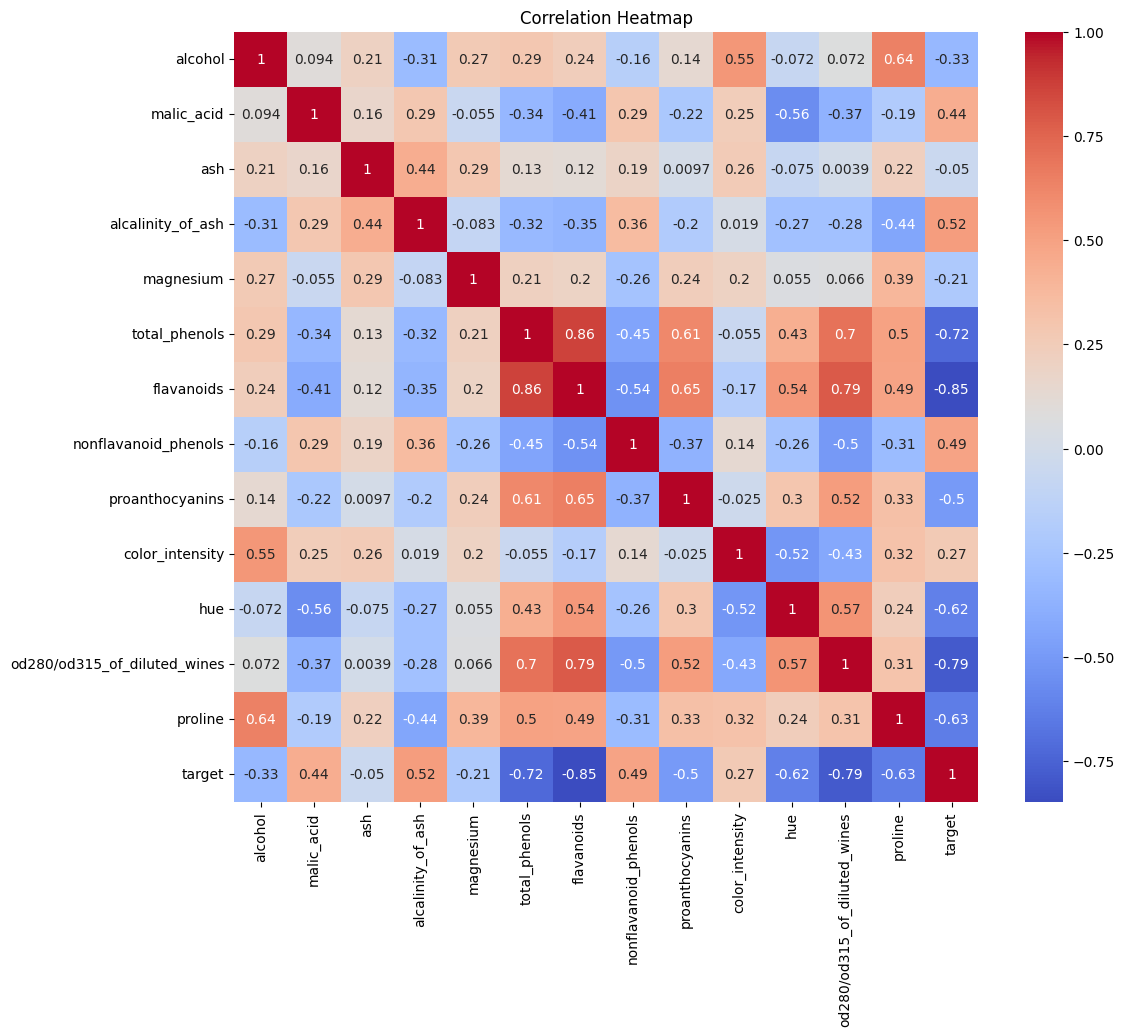 Correlation Heatmap
alcohol 1 0.094 0.21 -0.31 0.27 0.29 0.24 -0.16 0.14 0.55 -0.072 0.072 0.64 -0.33
malic_acid 0.094 1 0.16 0.29 -0.055 -0.34 -0.41 0.29 -0.22 0.25 -0.56 -0.37 -0.19 0.44
ash 0.21 0.16 1 0.44 0.29 0.13 0.12 0.19 0.0097 0.26 -0.075 0.0039 0.22 -0.05
alcalinity_of_ash -0.31 0.29 0.44 1 -0.083 -0.32 -0.35 0.36 -0.2 0.019 -0.27 -0.28 -0.44 0.52
magnesium 0.27 -0.055 0.29 -0.083 1 0.21 0.2 -0.26 0.24 0.2 0.055 0.066 0.39 -0.21
total_phenols 0.29 -0.34 0.13 -0.32 0.21 1 0.86 -0.45 0.61 -0.055 0.43 0.7 0.5 -0.72
flavanoids 0.24 -0.41 0.12 -0.35 0.2 0.86 1 -0.54 0.65 -0.17 0.54 0.79 0.49 -0.85
nonflavanoid_phenols -0.16 0.29 0.19 0.36 -0.26 -0.45 -0.54 1 -0.37 0.14 -0.26 -0.5 -0.31 0.49
proanthocyanins 0.14 -0.22 0.0097 -0.2 0.24 0.61 0.65 -0.37 1 -0.025 0.3 0.52 0.33 -0.5
color_intensity 0.55 0.25 0.26 0.019 0.2 -0.055 -0.17 0.14 -0.025 1 -0.52 -0.43 0.32 0.27
hue -0.072 -0.56 -0.075 -0.27 0.055 0.43 0.54 -0.26 0.3 -0.52 1 0.57 0.24 -0.62
od280/od315_of_diluted_wines 0.072 -0.37 0.0039 -0.28 0.066 0.7 0.79 -0.5 0.52 -0.43 0.57 1 0.31 -0.79
proline 0.64 -0.19 0.22 -0.44 0.39 0.5 0.49 -0.31 0.33 0.32 0.24 0.31 1 -0.63
target -0.33 0.44 -0.05 0.52 -0.21 -0.72 -0.85 0.49 -0.5 0.27 -0.62 -0.79 -0.63 1
alcohol
malic_acid
ash
alcalinity_of_ash
magnesium
total_phenols
flavanoids
nonflavanoid_phenols
proanthocyanins
color_intensity
hue
od280/od315_of_diluted_wines
proline
target
1.00
0.75
0.50
0.25
0.00
−0.25
−0.50
−0.75